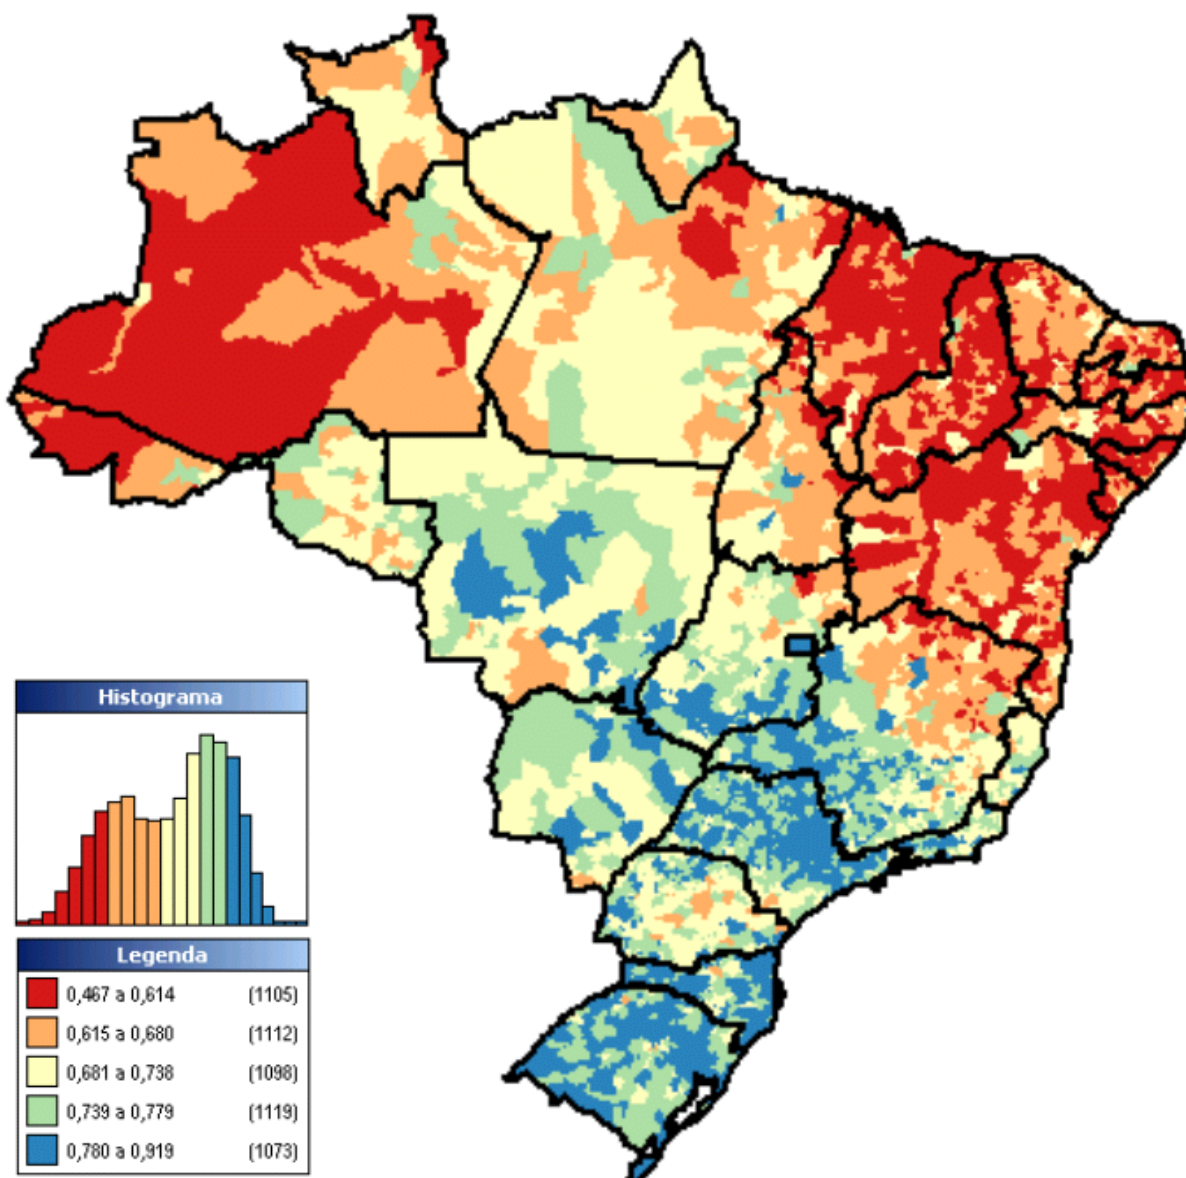 Histograma
Legenda
0,467 a 0,614 (1105)
0,615 a 0,680 (1112)
0,681 a 0,738 (1098)
0,739 a 0,779 (1119)
0,780 a 0,919 (1073)